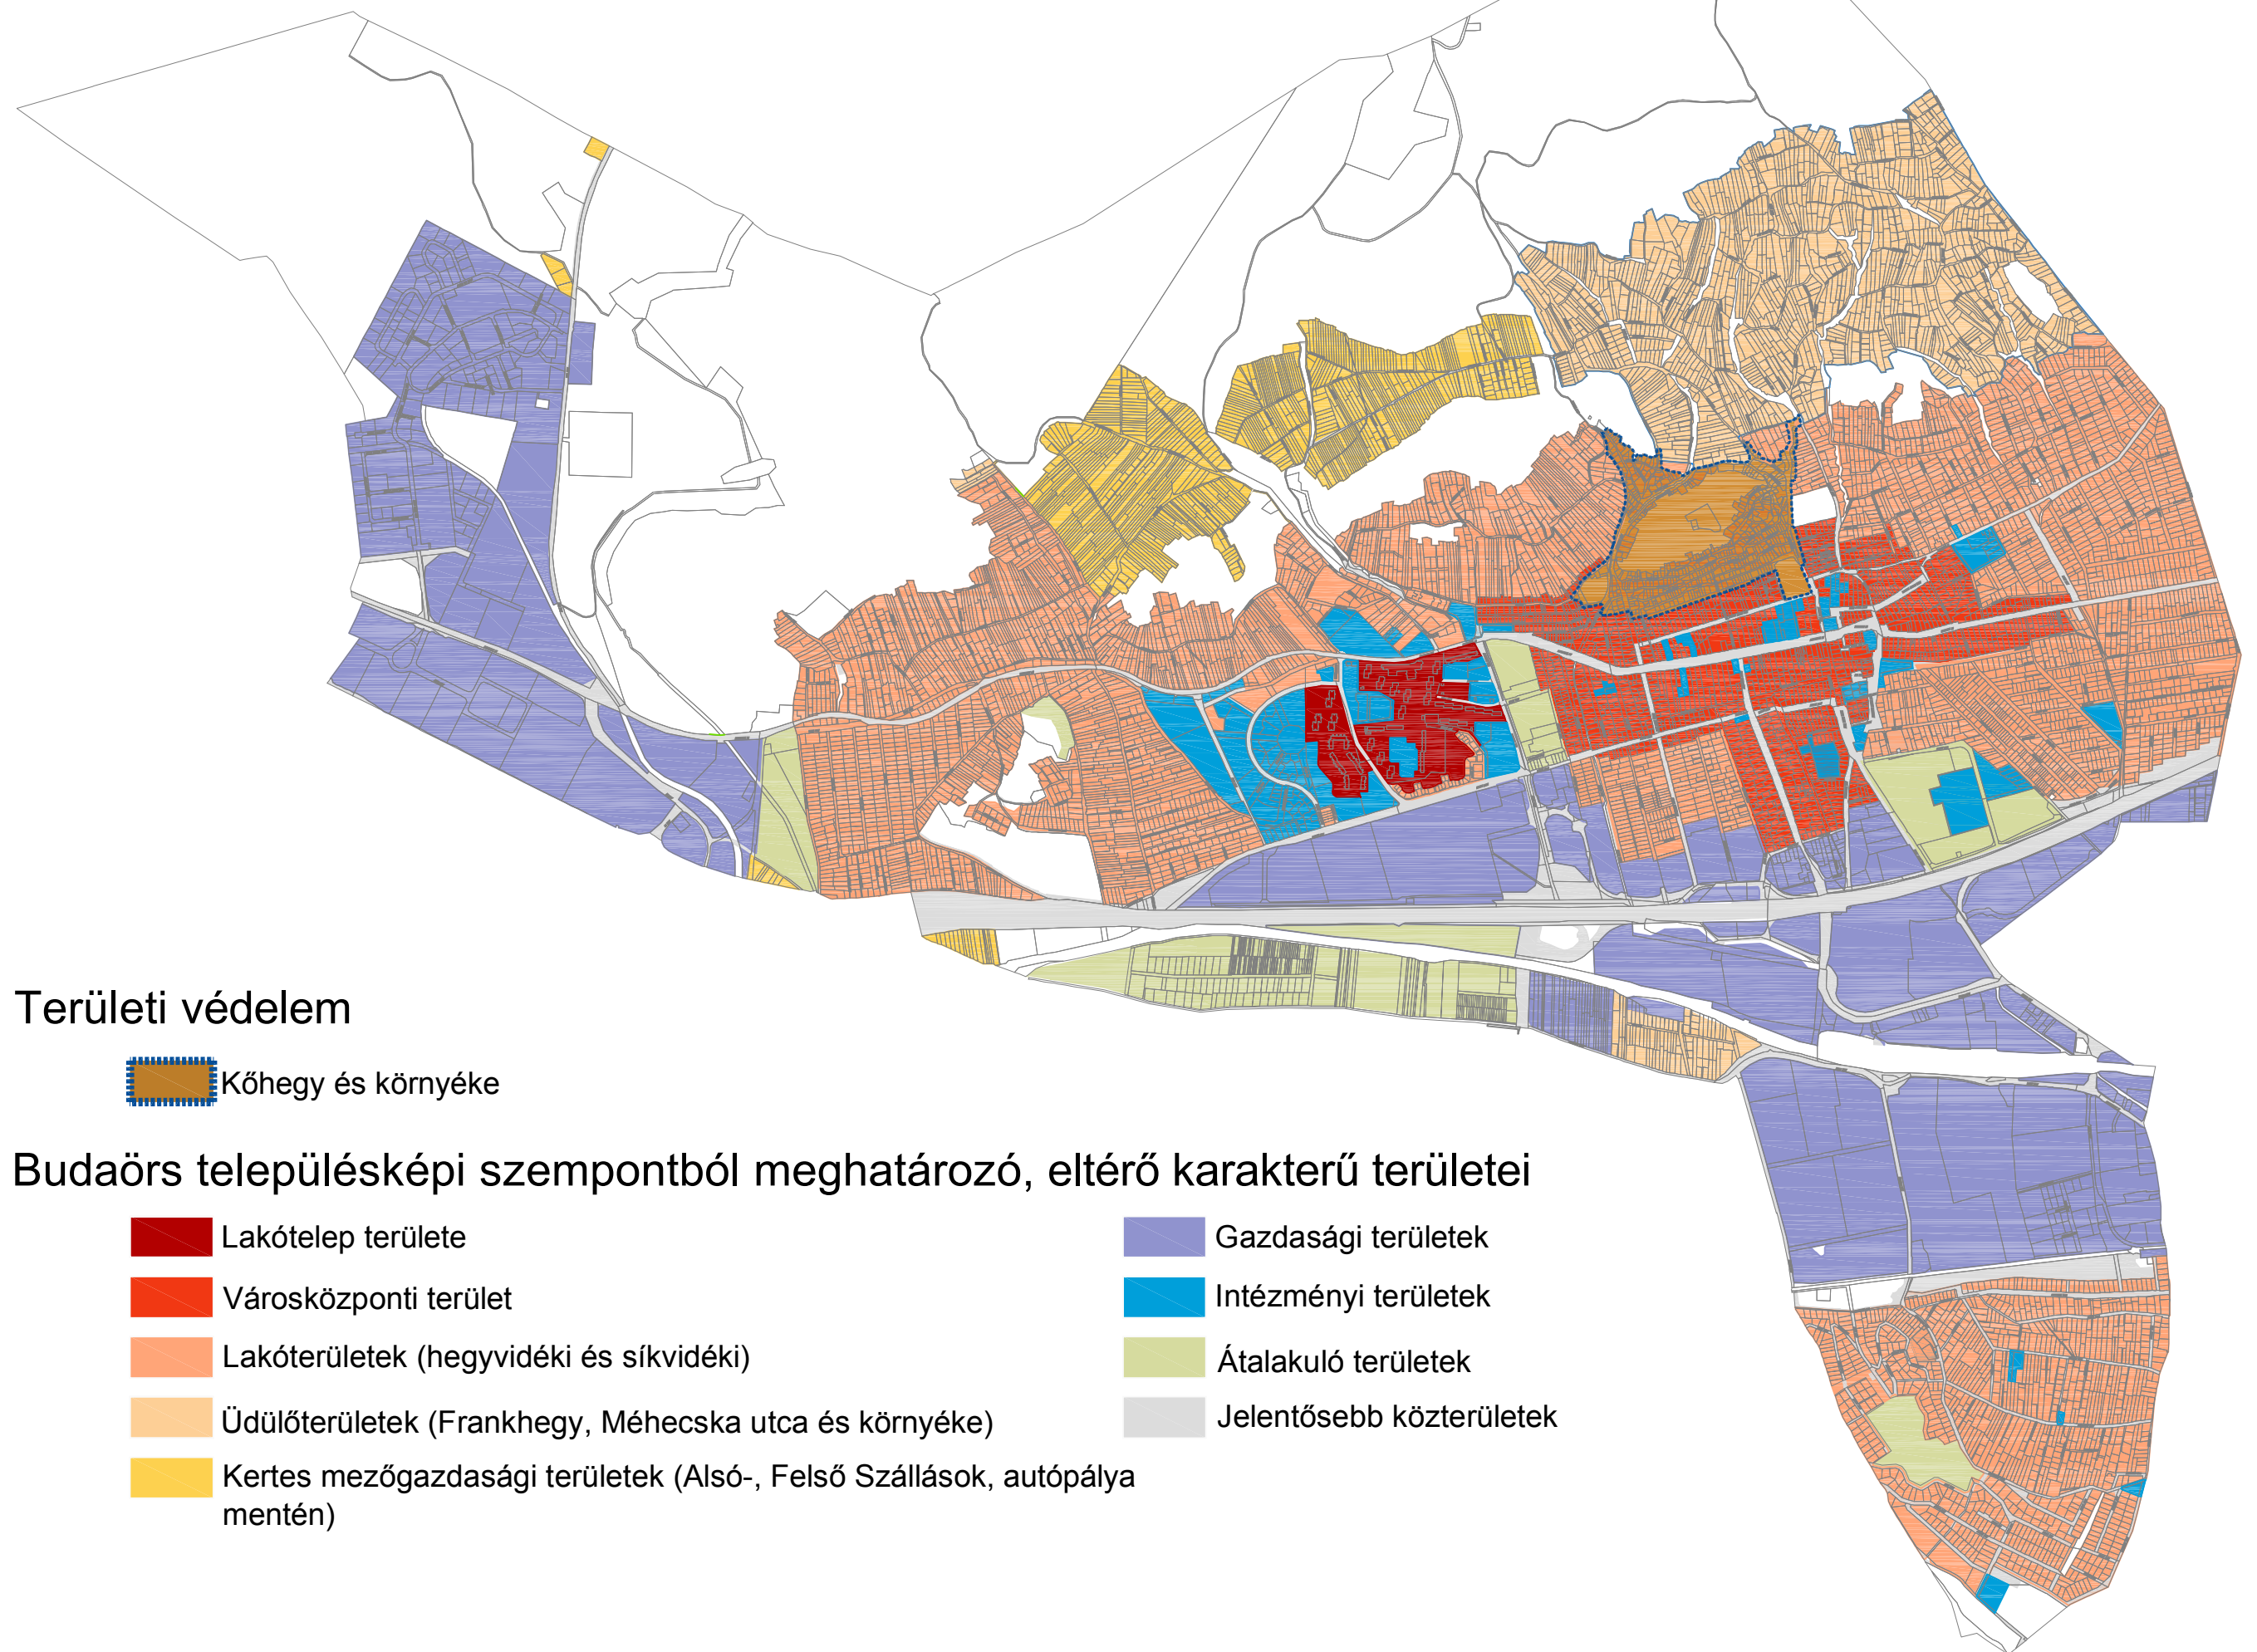 Területi védelem
Kőhegy és környéke
Budaörs településképi szempontból meghatározó, eltérő karakterű területei
Lakótelep területe
Városközponti terület
Lakóterületek (hegyvidéki és síkvidéki)
Üdülőterületek (Frankhegy, Méhecska utca és környéke)
Kertes mezőgazdasági területek (Alsó-, Felső Szállások, autópálya
mentén)
Gazdasági területek
Intézményi területek
Átalakuló területek
Jelentősebb közterületek